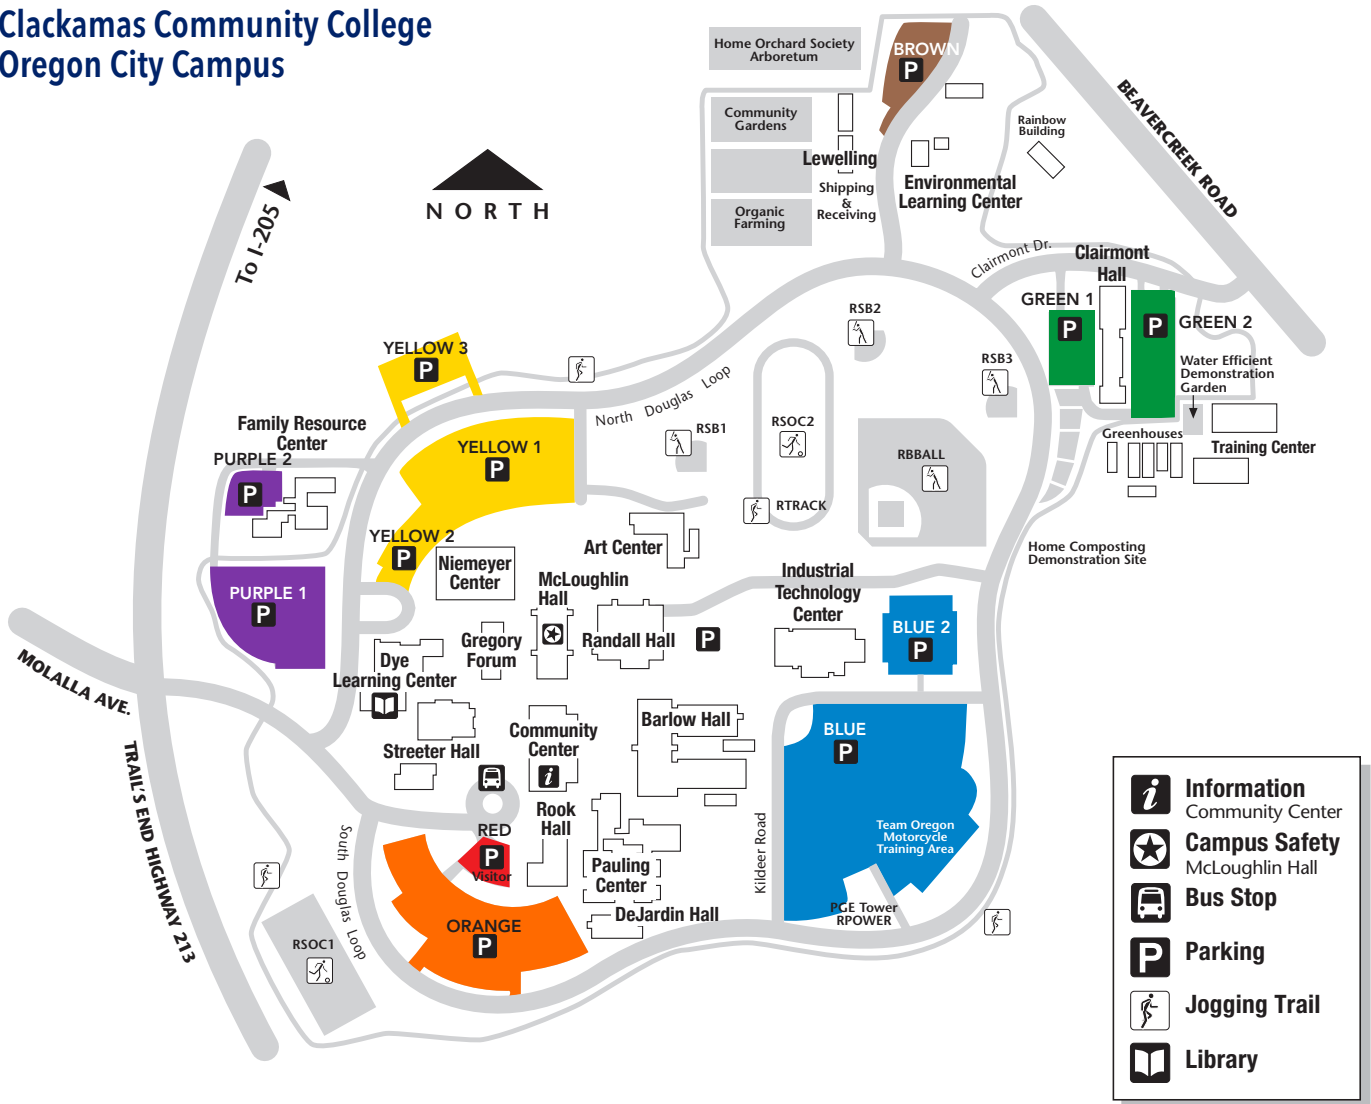 Clackamas Community College
Oregon City Campus
Home Orchard Society
Arboretum
BROWN
P
BEAVERCREEK ROAD
Community
Gardens
Rainbow
Building
Lewelling
Shipping
&
Receiving
Environmental
Learning Center
Organic
Farming
To I-205
NORTH
Clairmont Dr.
Clairmont
Hall
GREEN 1
P
P
GREEN 2
RSB2
RSB3
Water Efficient
Demonstration
Garden
YELLOW 3
P
North Douglas Loop
Family Resource
Center
PURPLE 2
P
YELLOW 1
P
RSB1
RSOC2
RBBALL
Greenhouses
Training Center
RTRACK
YELLOW 2
P
Niemeyer
Center
Art Center
Home Composting
Demonstration Site
McLoughlin
Hall
Industrial
Technology
Center
PURPLE 1
P
Gregory
Forum
Randall Hall
P
BLUE 2
P
Dye
Learning Center
MOLALLA AVE.
Streeter Hall
Community
Center
i
Barlow Hall
BLUE
P
TRAIL'S END HIGHWAY 213
Rook
Hall
RED
P
Visitor
South Douglas Loop
Kildeer Road
Team Oregon
Motorcycle
Training Area
Pauling
Center
DeJardin Hall
PGE Tower
RPOWER
ORANGE
P
RSOC1
i
Information
Community Center
Campus Safety
McLoughlin Hall
Bus Stop
P
Parking
Jogging Trail
Library